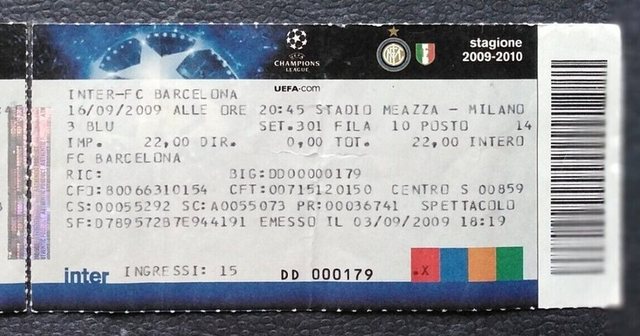 CHAMPIONS
LEAGUE
UEFA.com
stagione
2009-2010
INTER-FC BARCELONA
16/09/2009 ALLE ORE 20:45 STADIO MEAZZA - MILANO
3 BLU SET.301 FILA 10 POSTO 14
IMP. 22,00 DIR. 0,00 TOT. 22,00 INTERO
FC BARCELONA
RIC: BIG:DD00000179
CFO:80066310154 CFT:00715120150 CENTRO S 00859
CS:00055292 SC:A0055073 PR:00036741 SPETTACOLO
SF:D789572B7E944191 EMESSO IL 03/09/2009 18:19
inter INGRESSI: 15 DD 000179 .X